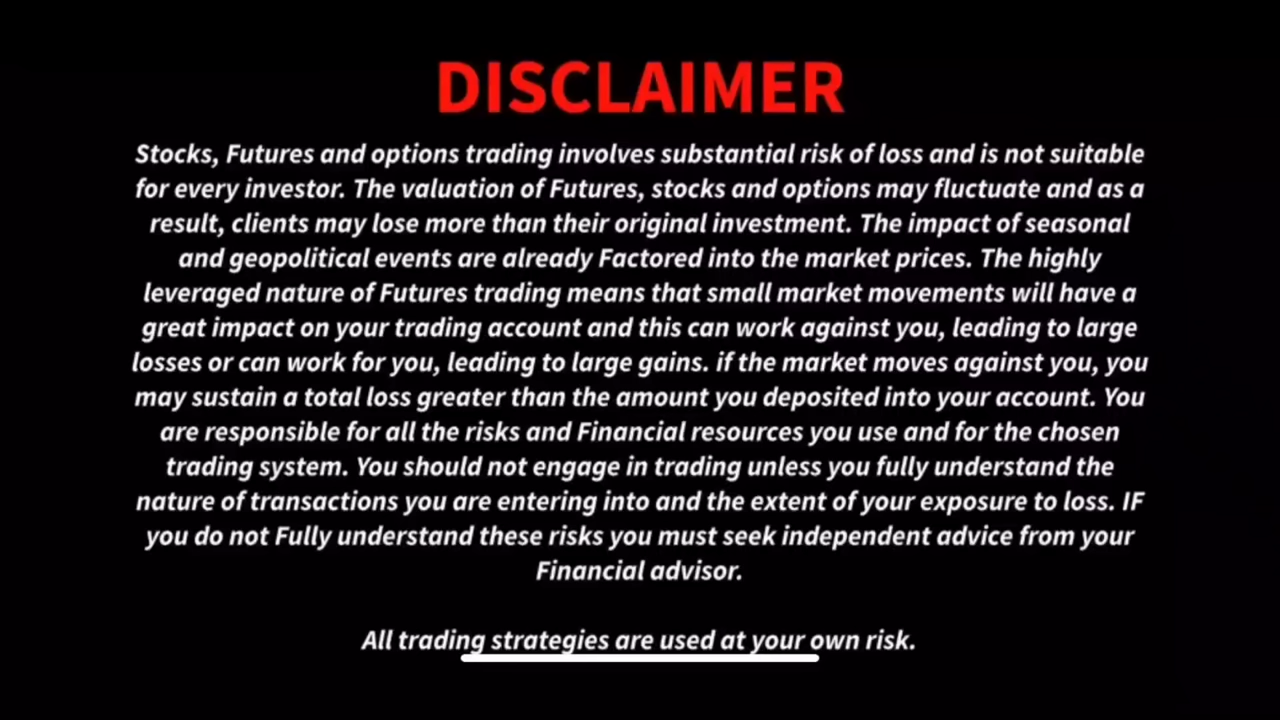 DISCLAIMER
Stocks, Futures and options trading involves substantial risk of loss and is not suitable
for every investor. The valuation of Futures, stocks and options may fluctuate and as a
result, clients may lose more than their original investment. The impact of seasonal
and geopolitical events are already Factored into the market prices. The highly
leveraged nature of Futures trading means that small market movements will have a
great impact on your trading account and this can work against you, leading to large
losses or can work for you, leading to large gains. if the market moves against you, you
may sustain a total loss greater than the amount you deposited into your account. You
are responsible for all the risks and Financial resources you use and for the chosen
trading system. You should not engage in trading unless you fully understand the
nature of transactions you are entering into and the extent of your exposure to loss. IF
you do not Fully understand these risks you must seek independent advice from your
Financial advisor.
All trading strategies are used at your own risk.